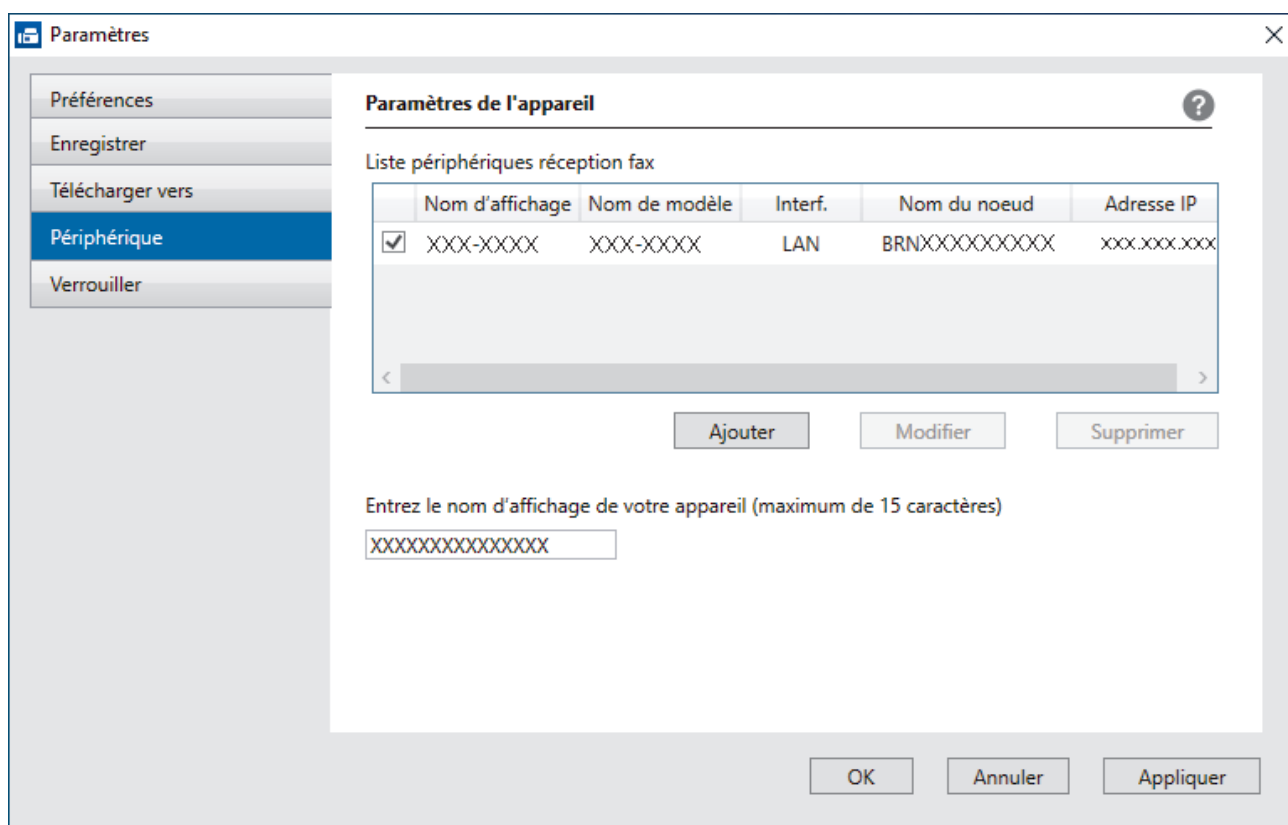 Paramètres
Préférences
Enregistrer
Télécharger vers
Périphérique
Verrouiller
Paramètres de l'appareil
?
Liste périphériques réception fax
Nom d’affichage Nom de modèle Interf. Nom du noeud Adresse IP
XXX-XXXX XXX-XXXX LAN BRNXXXXXXXXX XXX.XXX.XXX
Ajouter Modifier Supprimer
Entrez le nom d’affichage de votre appareil (maximum de 15 caractères)
XXXXXXXXXXXXXXX
OK Annuler Appliquer